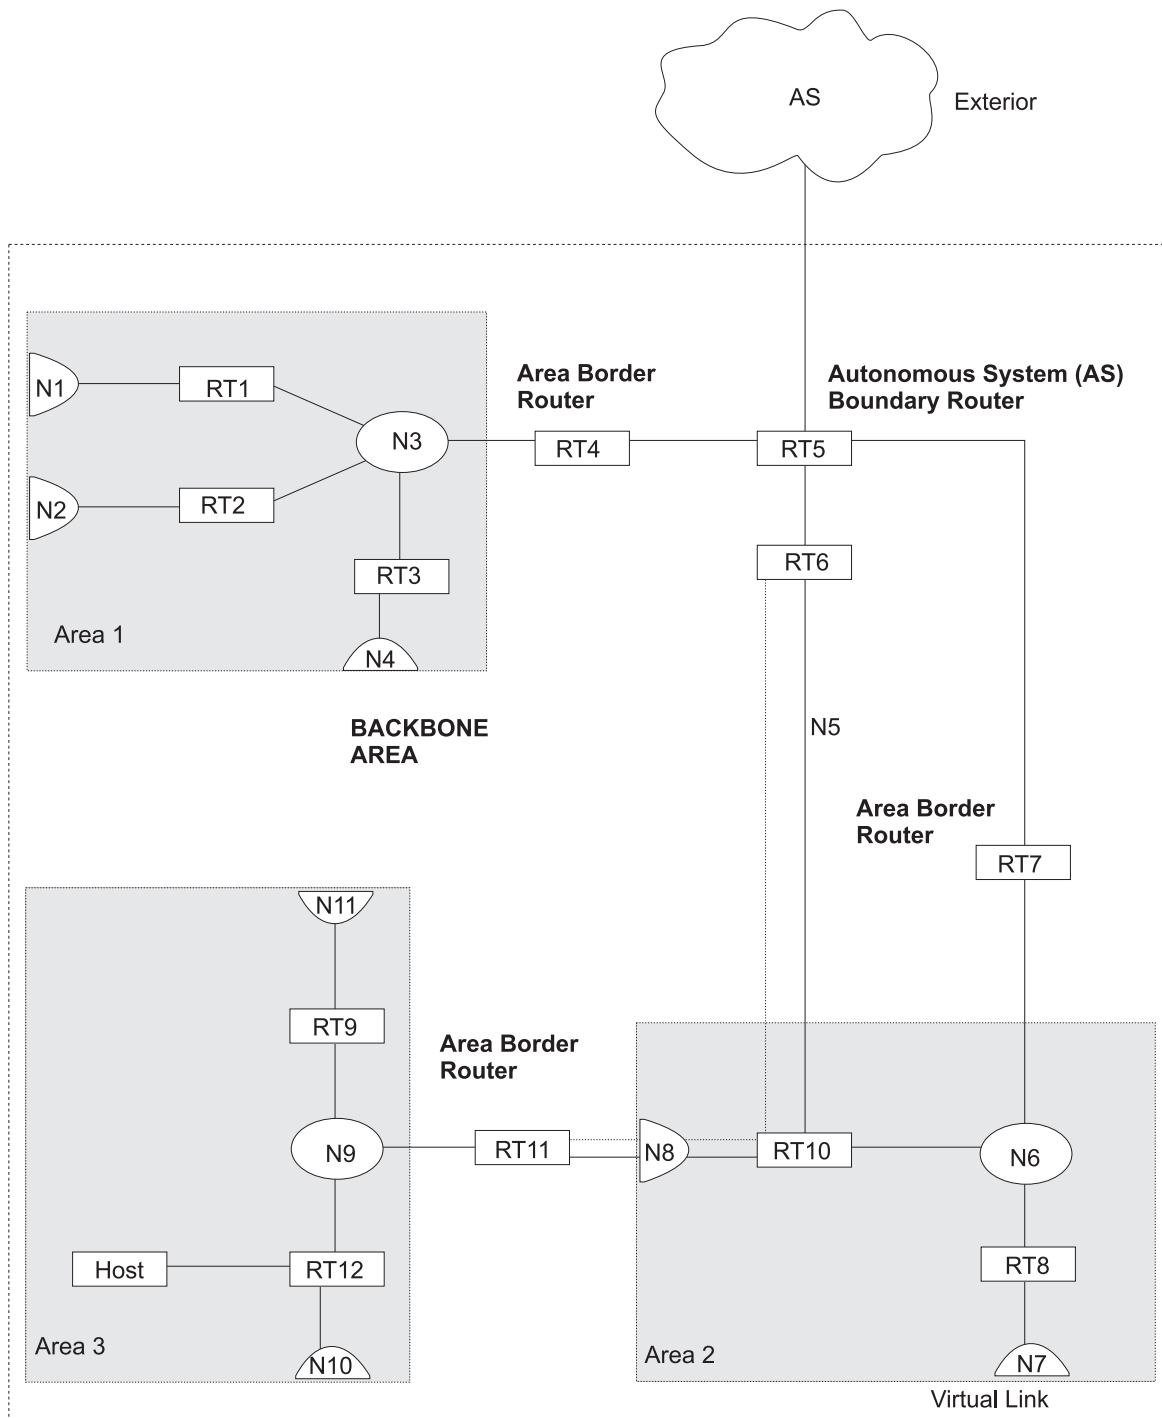 AS
Exterior
N1
RT1
N3
N2
RT2
RT3
N4
Area 1
Area Border
Router
RT4
Autonomous System (AS)
Boundary Router
RT5
RT6
BACKBONE
AREA
N5
Area Border
Router
RT7
N11
RT9
N9
Host
RT12
N10
Area 3
Area Border
Router
RT11
N8
RT10
N6
RT8
N7
Area 2
Virtual Link